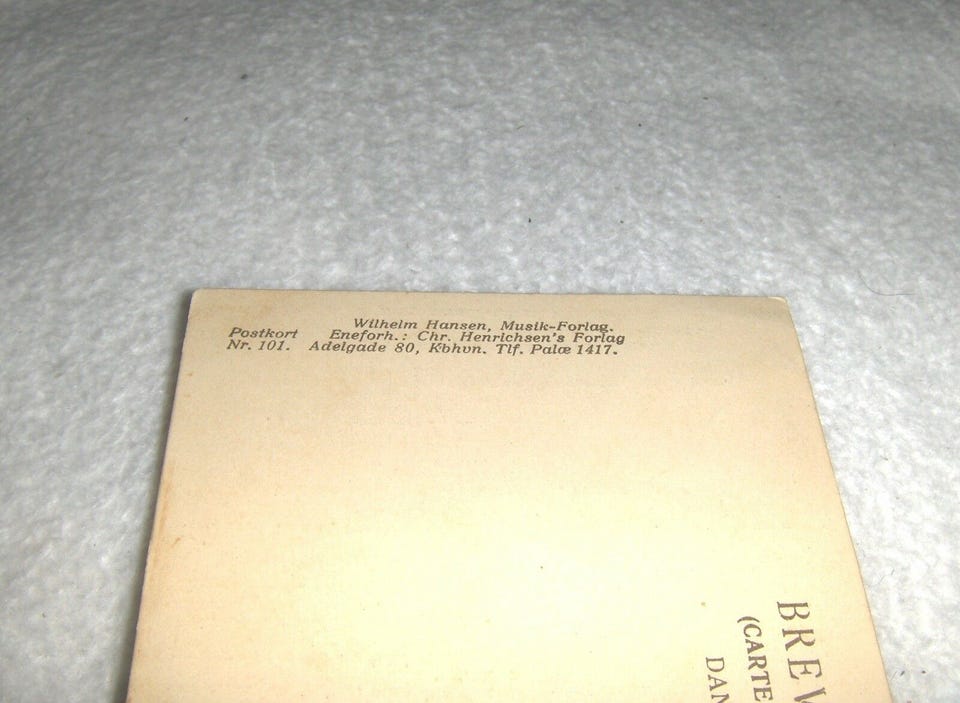 Wilhelm Hansen, Musik-Forlag.
Postkort Eneforh.: Chr. Henrichsen's Forlag
Nr. 101. Adelgade 80, Kbhvn. Tlf. Palæ 1417.
BREV
(CARTE
DAN